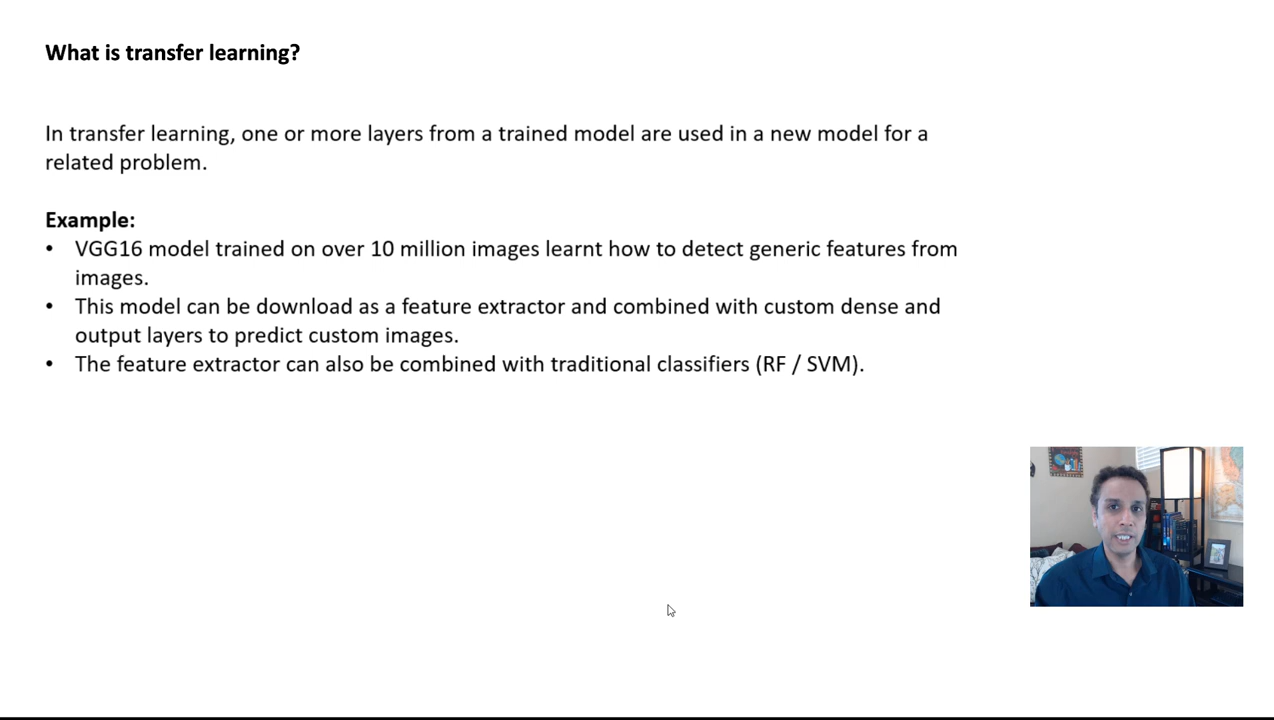 What is transfer learning?
In transfer learning, one or more layers from a trained model are used in a new model for a
related problem.
Example:
• VGG16 model trained on over 10 million images learnt how to detect generic features from
images.
• This model can be download as a feature extractor and combined with custom dense and
output layers to predict custom images.
• The feature extractor can also be combined with traditional classifiers (RF / SVM).